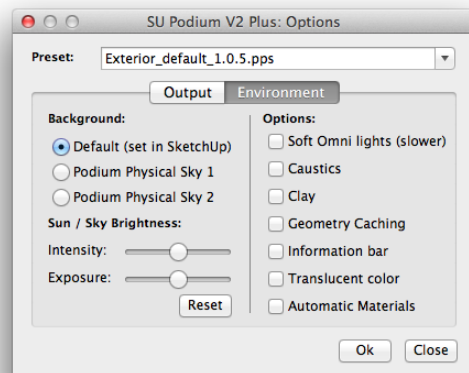 SU Podium V2 Plus: Options
Preset: Exterior_default_1.0.5.pps
Output Environment
Background:
Default (set in SketchUp)
Podium Physical Sky 1
Podium Physical Sky 2
Sun / Sky Brightness:
Intensity:
Exposure:
Reset
Options:
Soft Omni lights (slower)
Caustics
Clay
Geometry Caching
Information bar
Translucent color
Automatic Materials
Ok Close